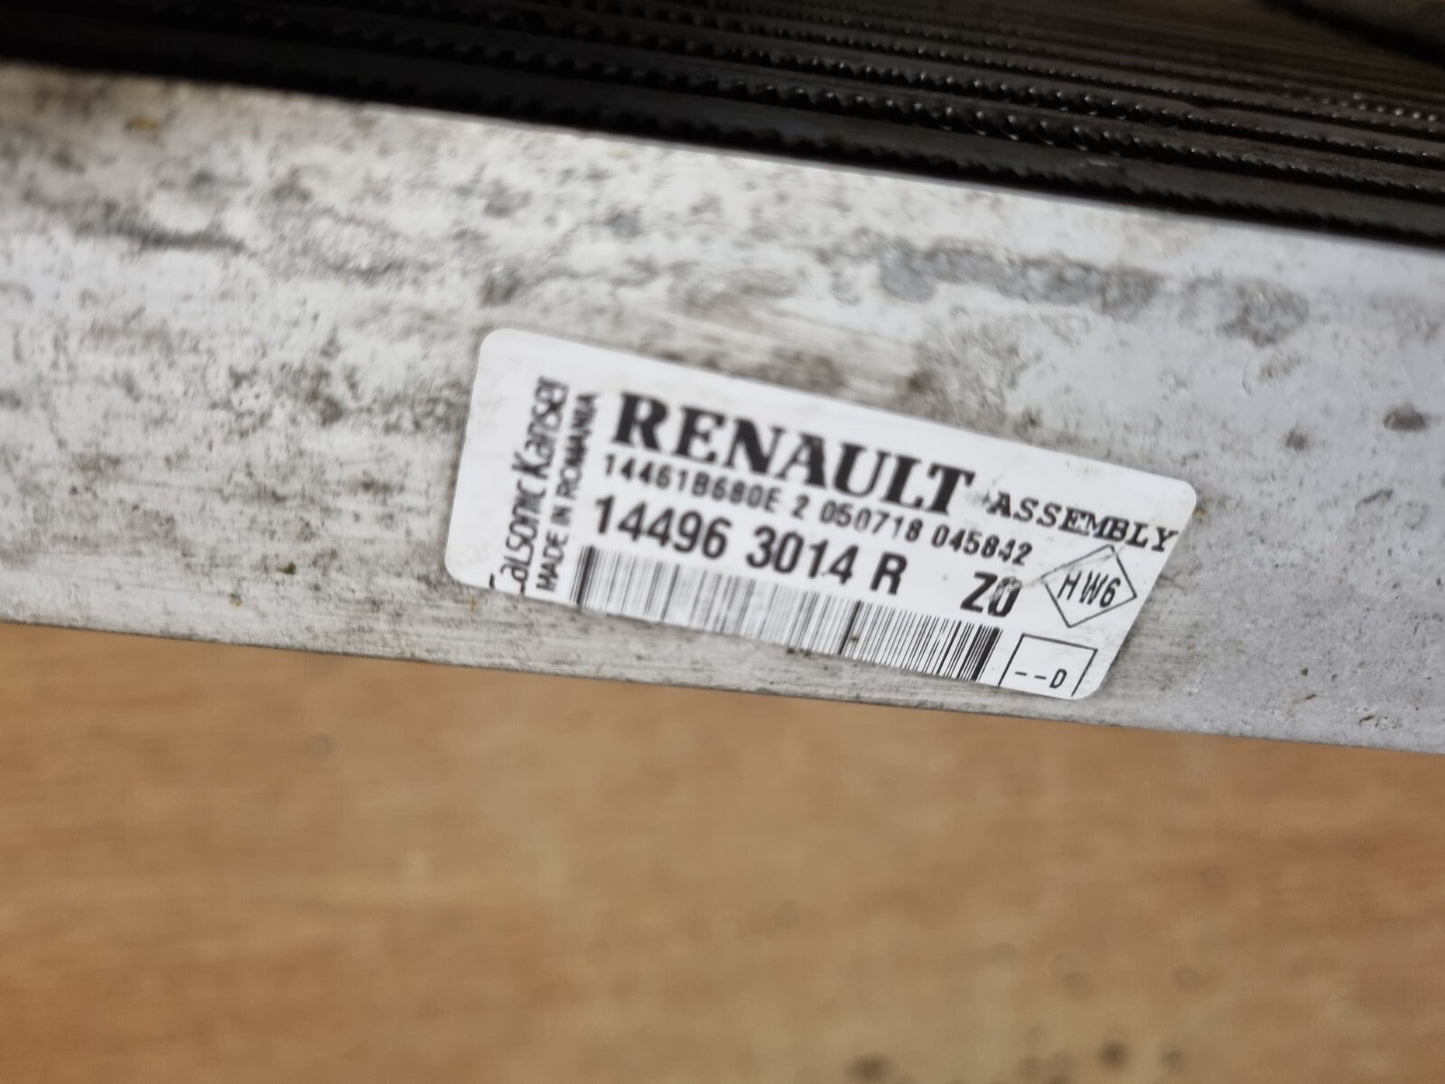 Calsonic Kansei
MADE IN ROMANIA
RENAULT ASSEMBLY
14461B680E 2 050718 045842
14496 3014 R Z0
HW6
--D